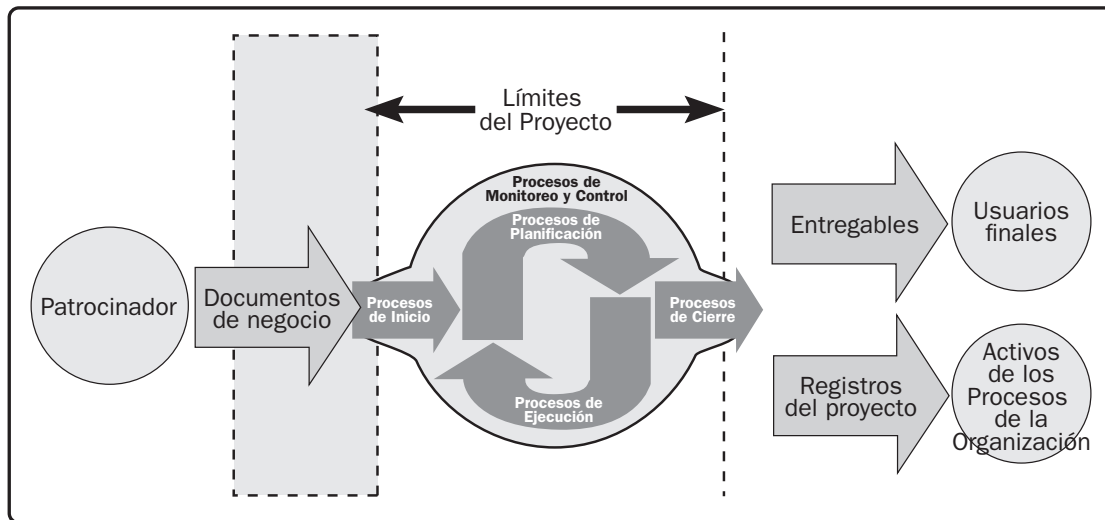 Límites
del Proyecto
Procesos de
Monitoreo y Control
Procesos de
Planificación
Patrocinador
Documentos
de negocio
Procesos
de Inicio
Procesos
de Cierre
Procesos de
Ejecución
Entregables
Usuarios
finales
Registros
del proyecto
Activos
de los
Procesos
de la
Organización